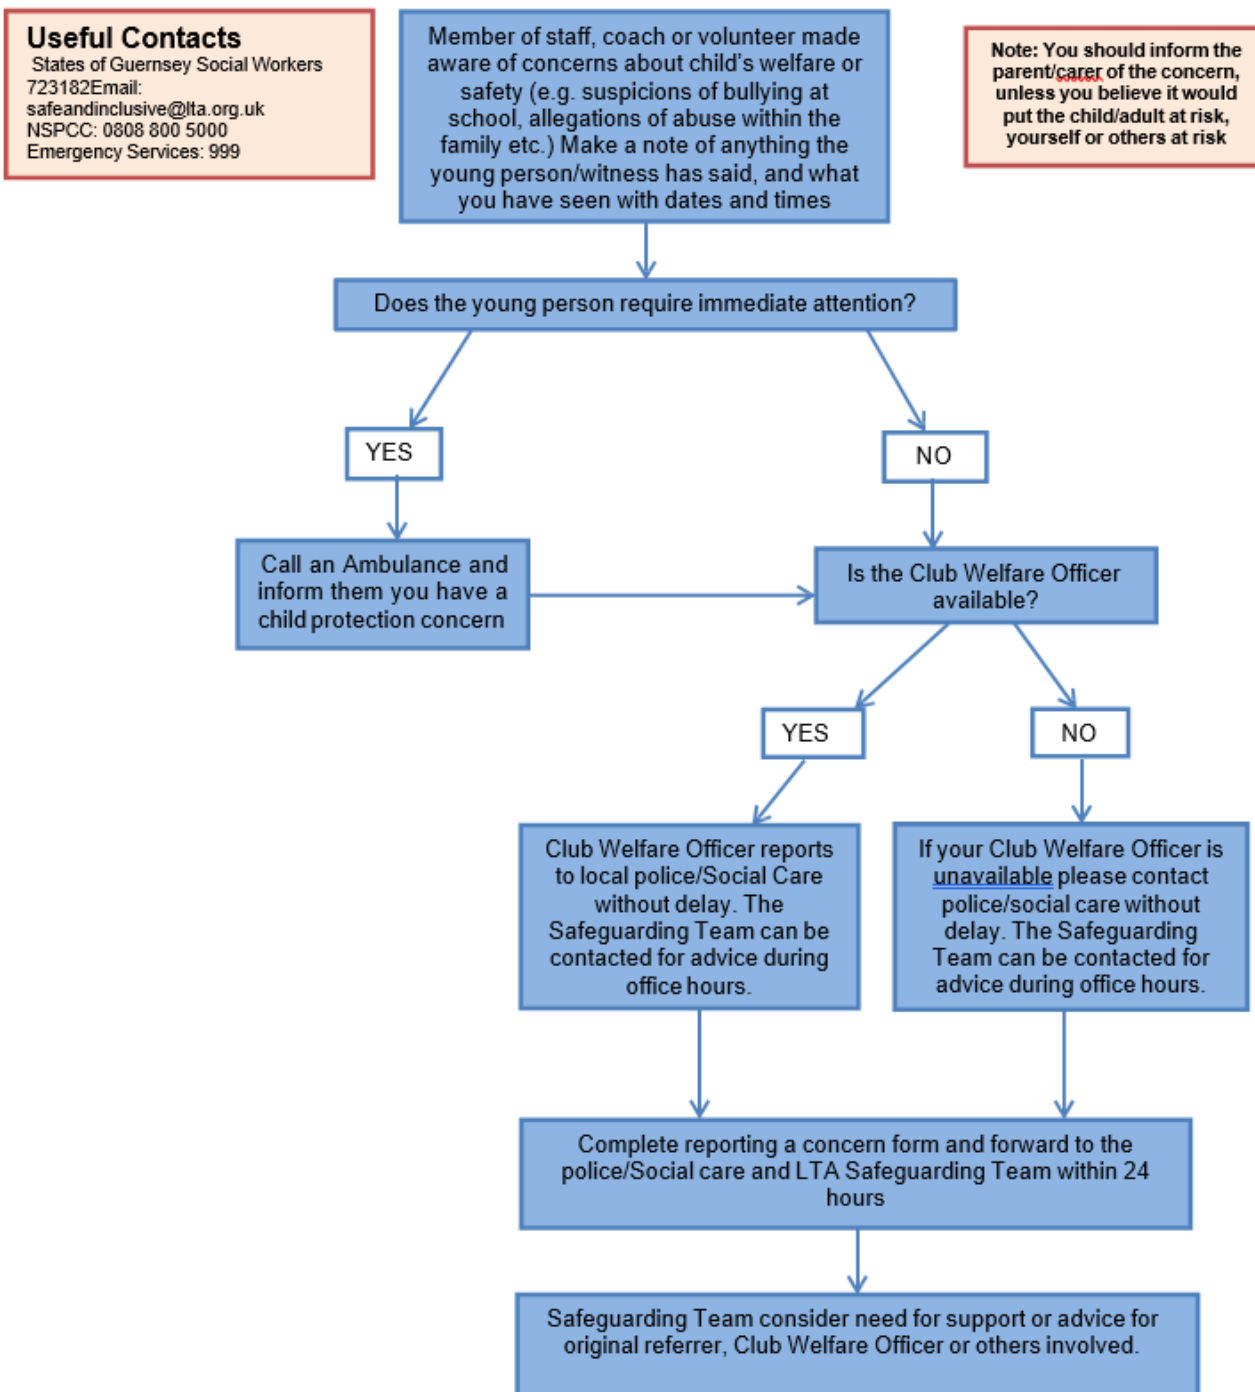 Useful Contacts
States of Guernsey Social Workers
723182Email:
safeandinclusive@lta.org.uk
NSPCC: 0808 800 5000
Emergency Services: 999
Member of staff, coach or volunteer made
aware of concerns about child's welfare or
safety (e.g. suspicions of bullying at
school, allegations of abuse within the
family etc.) Make a note of anything the
young person/witness has said, and what
you have seen with dates and times
Note: You should inform the
parent/carer of the concern,
unless you believe it would
put the child/adult at risk,
yourself or others at risk
Does the young person require immediate attention?
YES
NO
Call an Ambulance and
inform them you have a
child protection concern
Is the Club Welfare Officer
available?
YES
NO
Club Welfare Officer reports
to local police/Social Care
without delay. The
Safeguarding Team can be
contacted for advice during
office hours.
If your Club Welfare Officer is
unavailable please contact
police/social care without
delay. The Safeguarding
Team can be contacted for
advice during office hours.
Complete reporting a concern form and forward to the
police/Social care and LTA Safeguarding Team within 24
hours
Safeguarding Team consider need for support or advice for
original referrer, Club Welfare Officer or others involved.